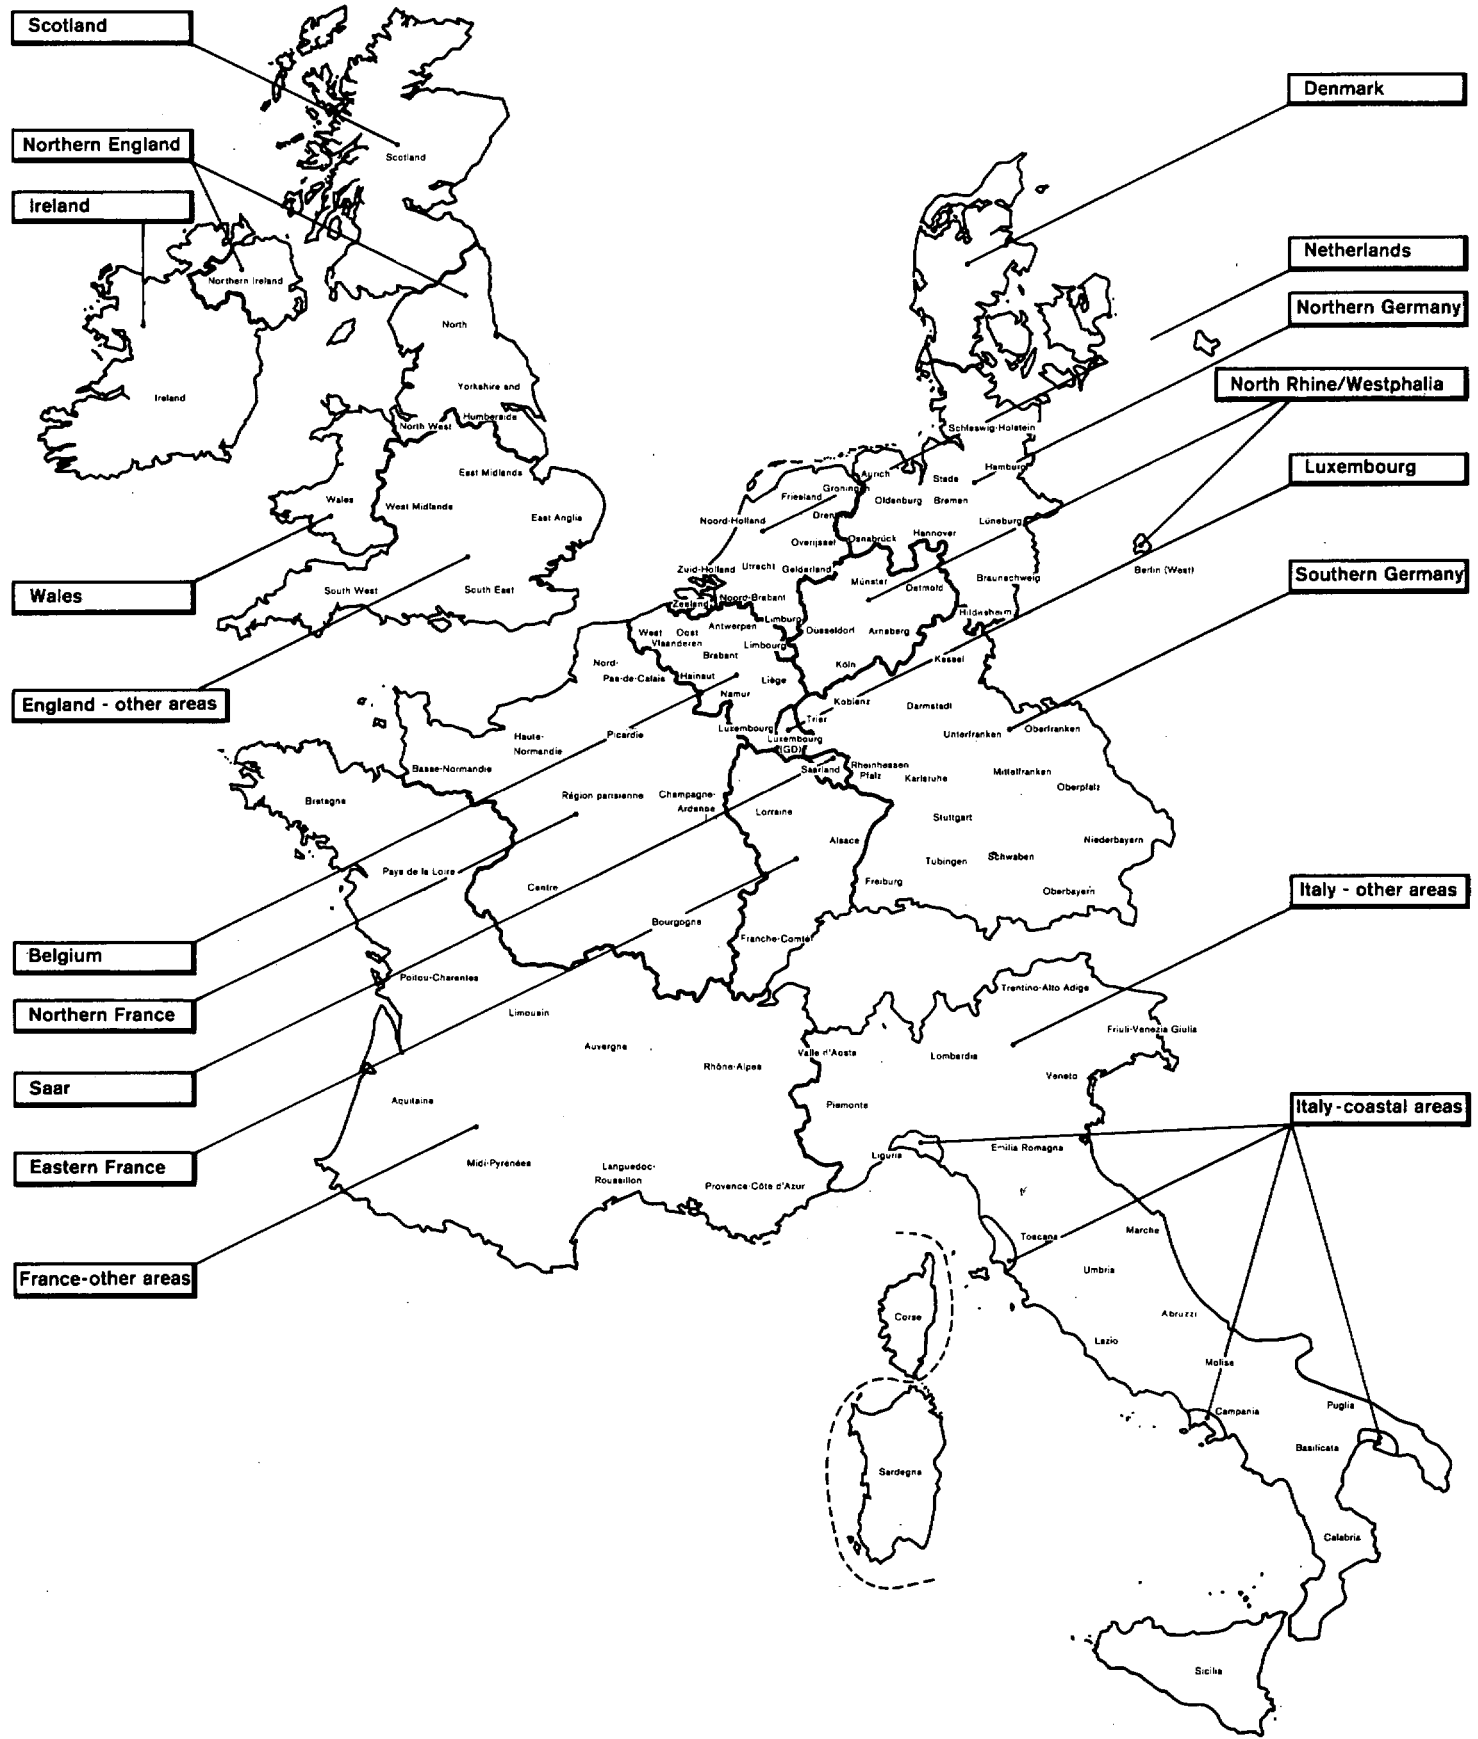 Scotland
Denmark
Northern England
Scotland
Ireland
Netherlands
Northern Ireland
Northern Germany
North
North Rhine/Westphalia
Yorkshire and
Humberside
Ireland
North West
Schleswig-Holstein
Luxembourg
East Midlands
Aurich
Hamburg
Stade
Groningen
Friesland
Oldenburg
Bremen
Wales
West Midlands
East Anglia
Noord-Holland
Lüneburg
Overijssel
Osnabrück
Hannover
Southern Germany
Zuid-Holland
Utrecht
Gelderland
Berlin (West)
Münster
Detmold
Braunschweig
Wales
South West
South East
Noord-Brabant
Zeeland
Hildesheim
Antwerpen
Limburg
West
Oost
Vlaanderen
Dusseldorf
Arnsberg
Limbourg
Brabant
Nord-
Pas-de-Calais
Köln
Kassel
Hainaut
Liège
England - other areas
Namur
Koblenz
Darmstadt
Trier
Luxembourg
Luxembourg
(GD)
Unterfranken
Oberfranken
Picardie
Haute-
Normandie
Basse-Normandie
Saarland
Rheinhessen
Pfalz
Karlsruhe
Mittelfranken
Oberpfalz
Bretagne
Région parisienne
Champagne-
Ardenne
Lorraine
Stuttgart
Alsace
Niederbayern
Pays de la Loire
Tubingen
Schwaben
Centre
Freiburg
Oberbayern
Italy - other areas
Bourgogne
Franche-Comté
Belgium
Poitou-Charentes
Trentino-Alto Adige
Northern France
Limousin
Friuli-Venezia Giulia
Auvergne
Valle d'Aosta
Lombardia
Rhône-Alpes
Veneto
Saar
Aquitaine
Piemonte
Italy-coastal areas
Emilia Romagna
Liguria
Eastern France
Midi-Pyrénées
Languedoc-
Roussillon
Provence-Côte d'Azur
Toscana
Marche
Umbria
France-other areas
Corse
Abruzzi
Lazio
Molise
Campania
Puglia
Basilicata
Sardegna
Calabria
Sicilia